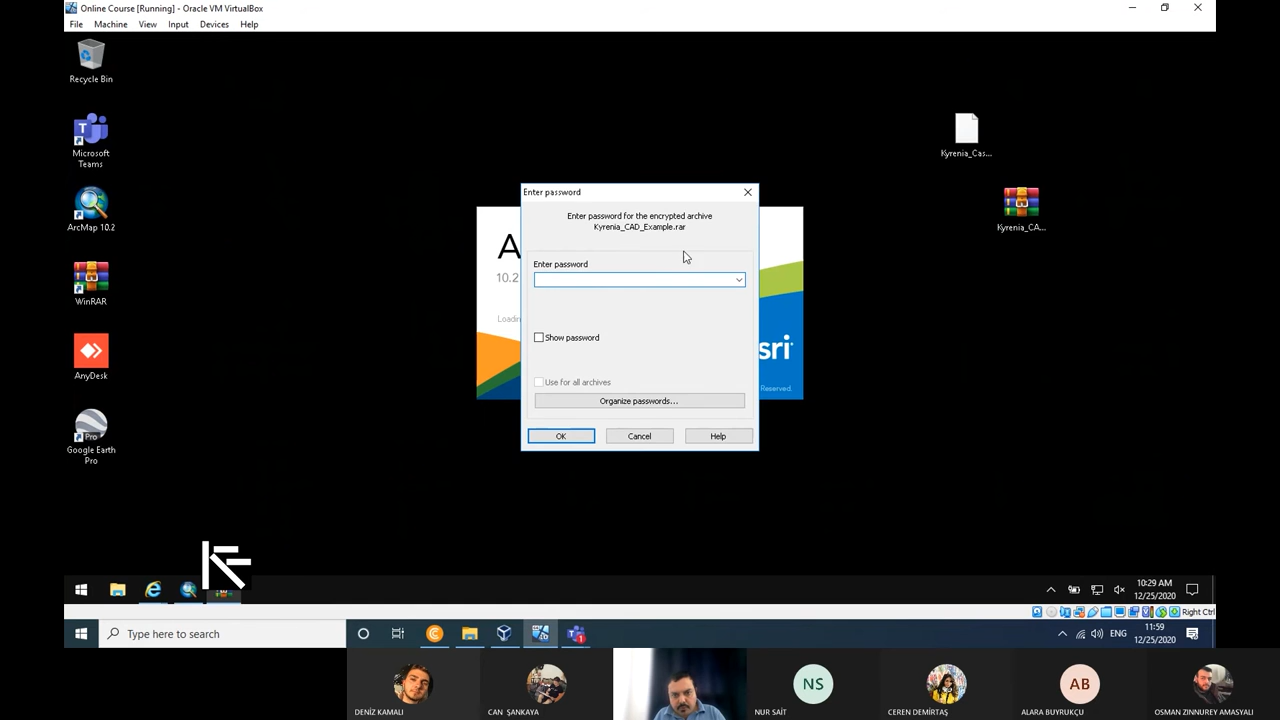 Online Course [Running] - Oracle VM VirtualBox
File Machine View Input Devices Help
Recycle Bin
Microsoft
Teams
ArcMap 10.2
WinRAR
AnyDesk
Pro
Google Earth
Pro
Kyrenia_Cas...
Kyrenia_CA...
A
10.2
Loadin
sri
Reserved.
Enter password
Enter password for the encrypted archive
Kyrenia_CAD_Example.rar
Enter password
Show password
Use for all archives
Organize passwords...
OK Cancel Help
10:29 AM
12/25/2020
Right Ctrl
Type here to search
1
ENG
11:59
12/25/2020
NS
AB
DENİZ KAMALI
CAN ŞANKAYA
NUR SAİT
CEREN DEMİRTAŞ
ALARA BUYRUKÇU
OSMAN ZINNUREY AMASYALI